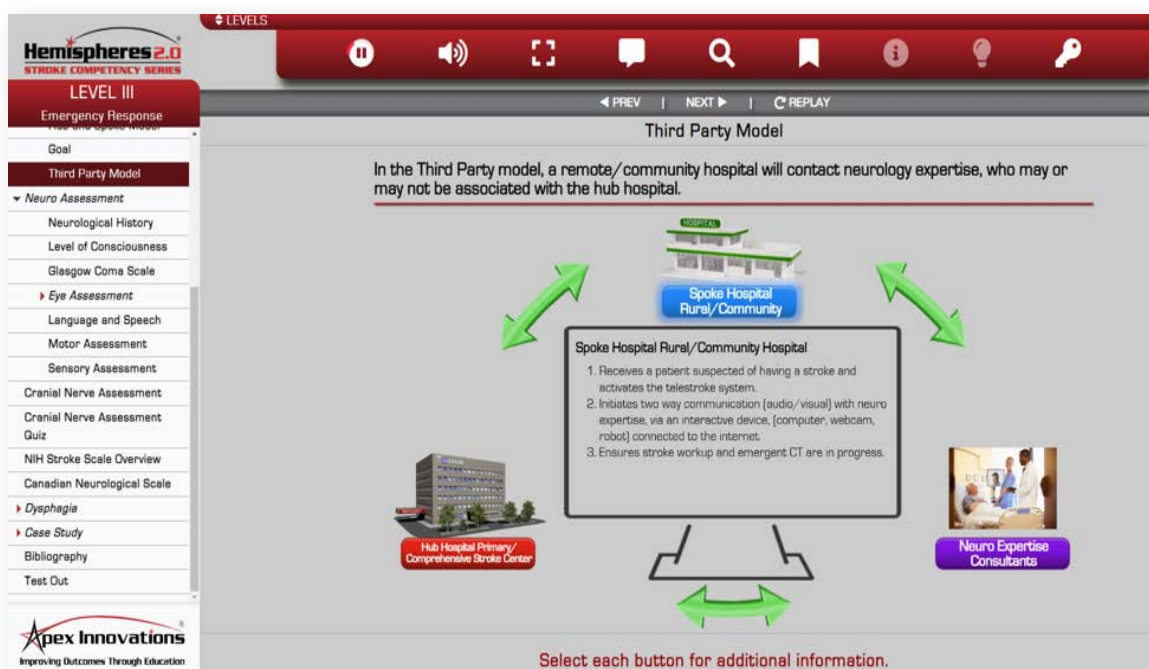 LEVELS
Hemispheres 2.0
STROKE COMPETENCY SERIES
LEVEL III
Emergency Response
Hub and Spoke Model
Goal
Third Party Model
Neuro Assessment
Neurological History
Level of Consciousness
Glasgow Coma Scale
Eye Assessment
Language and Speech
Motor Assessment
Sensory Assessment
Cranial Nerve Assessment
Cranial Nerve Assessment
Quiz
NIH Stroke Scale Overview
Canadian Neurological Scale
Dysphagia
Case Study
Bibliography
Test Out
Apex Innovations
Improving Outcomes Through Education
PREV | NEXT | REPLAY
Third Party Model
In the Third Party model, a remote/community hospital will contact neurology expertise, who may or
may not be associated with the hub hospital.
HOSPITAL
Spoke Hospital
Rural/Community
Spoke Hospital Rural/Community Hospital
1. Receives a patient suspected of having a stroke and
activates the telestroke system.
2. Initiates two way communication (audio/visual) with neuro
expertise, via an interactive device, (computer, webcam,
robot) connected to the internet.
3. Ensures stroke workup and emergent CT are in progress.
Hub Hospital Primary/
Comprehensive Stroke Center
Neuro Expertise
Consultants
Select each button for additional information.